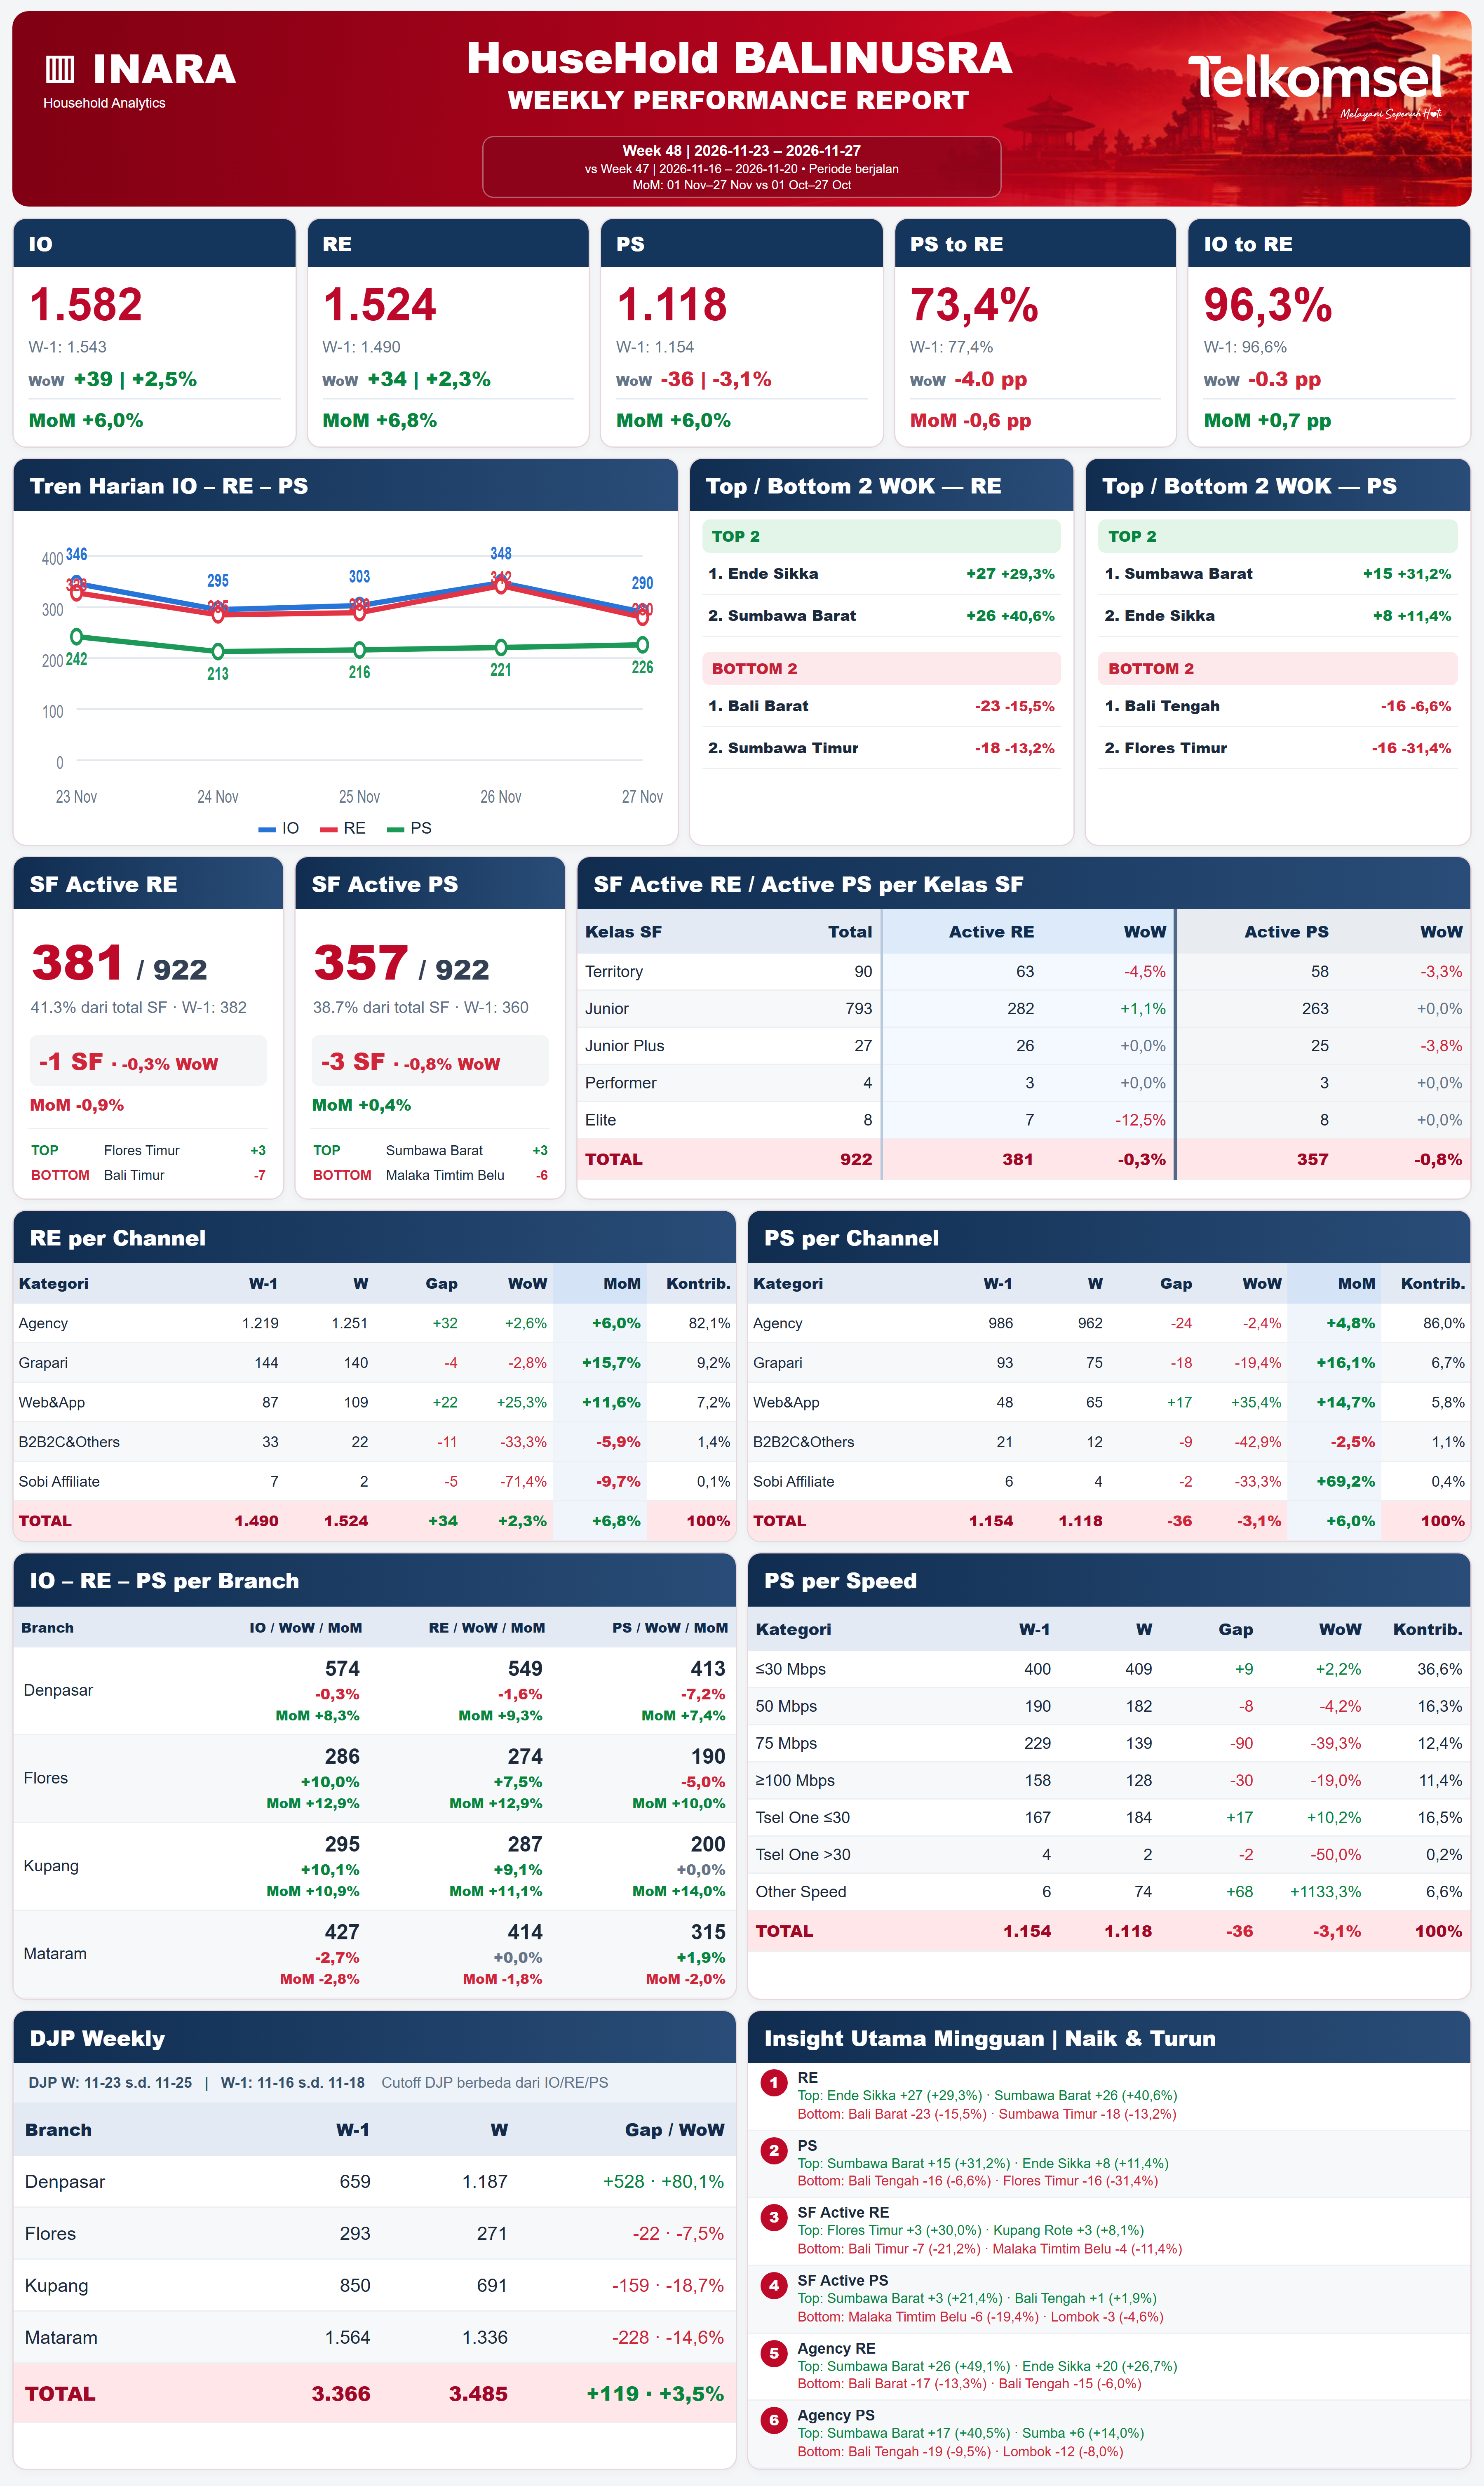 INARA
Household Analytics
HouseHold BALINUSRA
WEEKLY PERFORMANCE REPORT
Week 48 | 2026-11-23 – 2026-11-27
vs Week 47 | 2026-11-16 – 2026-11-20 • Periode berjalan
MoM: 01 Nov–27 Nov vs 01 Oct–27 Oct
Telkomsel
Melayani Sepenuh Hati
IO
1.582
W-1: 1.543
WoW +39 | +2,5%
MoM +6,0%
RE
1.524
W-1: 1.490
WoW +34 | +2,3%
MoM +6,8%
PS
1.118
W-1: 1.154
WoW -36 | -3,1%
MoM +6,0%
PS to RE
73,4%
W-1: 77,4%
WoW -4.0 pp
MoM -0,6 pp
IO to RE
96,3%
W-1: 96,6%
WoW -0.3 pp
MoM +0,7 pp
Tren Harian IO – RE – PS
400
300
200
100
0
346 295 303 348 290
342
242 213 216 221 226
23 Nov 24 Nov 25 Nov 26 Nov 27 Nov
IO RE PS
Top / Bottom 2 WOK — RE
TOP 2
1. Ende Sikka +27 +29,3%
2. Sumbawa Barat +26 +40,6%
BOTTOM 2
1. Bali Barat -23 -15,5%
2. Sumbawa Timur -18 -13,2%
Top / Bottom 2 WOK — PS
TOP 2
1. Sumbawa Barat +15 +31,2%
2. Ende Sikka +8 +11,4%
BOTTOM 2
1. Bali Tengah -16 -6,6%
2. Flores Timur -16 -31,4%
SF Active RE
381 / 922
41.3% dari total SF · W-1: 382
-1 SF · -0,3% WoW
MoM -0,9%
TOP Flores Timur +3
BOTTOM Bali Timur -7
SF Active PS
357 / 922
38.7% dari total SF · W-1: 360
-3 SF · -0,8% WoW
MoM +0,4%
TOP Sumbawa Barat +3
BOTTOM Malaka Timtim Belu -6
SF Active RE / Active PS per Kelas SF
Kelas SF Total Active RE WoW Active PS WoW
Territory 90 63 -4,5% 58 -3,3%
Junior 793 282 +1,1% 263 +0,0%
Junior Plus 27 26 +0,0% 25 -3,8%
Performer 4 3 +0,0% 3 +0,0%
Elite 8 7 -12,5% 8 +0,0%
TOTAL 922 381 -0,3% 357 -0,8%
RE per Channel
Kategori W-1 W Gap WoW MoM Kontrib.
Agency 1.219 1.251 +32 +2,6% +6,0% 82,1%
Grapari 144 140 -4 -2,8% +15,7% 9,2%
Web&App 87 109 +22 +25,3% +11,6% 7,2%
B2B2C&Others 33 22 -11 -33,3% -5,9% 1,4%
Sobi Affiliate 7 2 -5 -71,4% -9,7% 0,1%
TOTAL 1.490 1.524 +34 +2,3% +6,8% 100%
PS per Channel
Kategori W-1 W Gap WoW MoM Kontrib.
Agency 986 962 -24 -2,4% +4,8% 86,0%
Grapari 93 75 -18 -19,4% +16,1% 6,7%
Web&App 48 65 +17 +35,4% +14,7% 5,8%
B2B2C&Others 21 12 -9 -42,9% -2,5% 1,1%
Sobi Affiliate 6 4 -2 -33,3% +69,2% 0,4%
TOTAL 1.154 1.118 -36 -3,1% +6,0% 100%
IO – RE – PS per Branch
Branch IO / WoW / MoM RE / WoW / MoM PS / WoW / MoM
574 549 413
Denpasar -0,3% -1,6% -7,2%
MoM +8,3% MoM +9,3% MoM +7,4%
286 274 190
Flores +10,0% +7,5% -5,0%
MoM +12,9% MoM +12,9% MoM +10,0%
295 287 200
Kupang +10,1% +9,1% +0,0%
MoM +10,9% MoM +11,1% MoM +14,0%
427 414 315
Mataram -2,7% +0,0% +1,9%
MoM -2,8% MoM -1,8% MoM -2,0%
PS per Speed
Kategori W-1 W Gap WoW Kontrib.
≤30 Mbps 400 409 +9 +2,2% 36,6%
50 Mbps 190 182 -8 -4,2% 16,3%
75 Mbps 229 139 -90 -39,3% 12,4%
≥100 Mbps 158 128 -30 -19,0% 11,4%
Tsel One ≤30 167 184 +17 +10,2% 16,5%
Tsel One >30 4 2 -2 -50,0% 0,2%
Other Speed 6 74 +68 +1133,3% 6,6%
TOTAL 1.154 1.118 -36 -3,1% 100%
DJP Weekly
DJP W: 11-23 s.d. 11-25 | W-1: 11-16 s.d. 11-18 Cutoff DJP berbeda dari IO/RE/PS
Branch W-1 W Gap / WoW
Denpasar 659 1.187 +528 · +80,1%
Flores 293 271 -22 · -7,5%
Kupang 850 691 -159 · -18,7%
Mataram 1.564 1.336 -228 · -14,6%
TOTAL 3.366 3.485 +119 · +3,5%
Insight Utama Mingguan | Naik & Turun
1 RE
Top: Ende Sikka +27 (+29,3%) · Sumbawa Barat +26 (+40,6%)
Bottom: Bali Barat -23 (-15,5%) · Sumbawa Timur -18 (-13,2%)
2 PS
Top: Sumbawa Barat +15 (+31,2%) · Ende Sikka +8 (+11,4%)
Bottom: Bali Tengah -16 (-6,6%) · Flores Timur -16 (-31,4%)
3 SF Active RE
Top: Flores Timur +3 (+30,0%) · Kupang Rote +3 (+8,1%)
Bottom: Bali Timur -7 (-21,2%) · Malaka Timtim Belu -4 (-11,4%)
4 SF Active PS
Top: Sumbawa Barat +3 (+21,4%) · Bali Tengah +1 (+1,9%)
Bottom: Malaka Timtim Belu -6 (-19,4%) · Lombok -3 (-4,6%)
5 Agency RE
Top: Sumbawa Barat +26 (+49,1%) · Ende Sikka +20 (+26,7%)
Bottom: Bali Barat -17 (-13,3%) · Bali Tengah -15 (-6,0%)
6 Agency PS
Top: Sumbawa Barat +17 (+40,5%) · Sumba +6 (+14,0%)
Bottom: Bali Tengah -19 (-9,5%) · Lombok -12 (-8,0%)